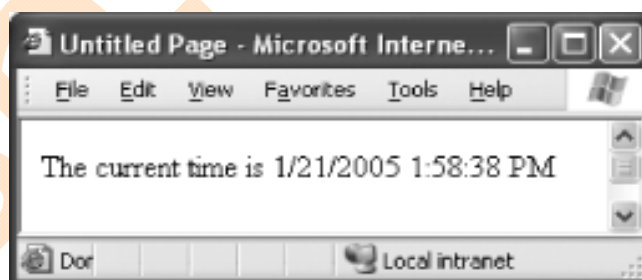 Untitled Page - Microsoft Interne...
File Edit View Favorites Tools Help
The current time is 1/21/2005 1:58:38 PM
Dor Local intranet